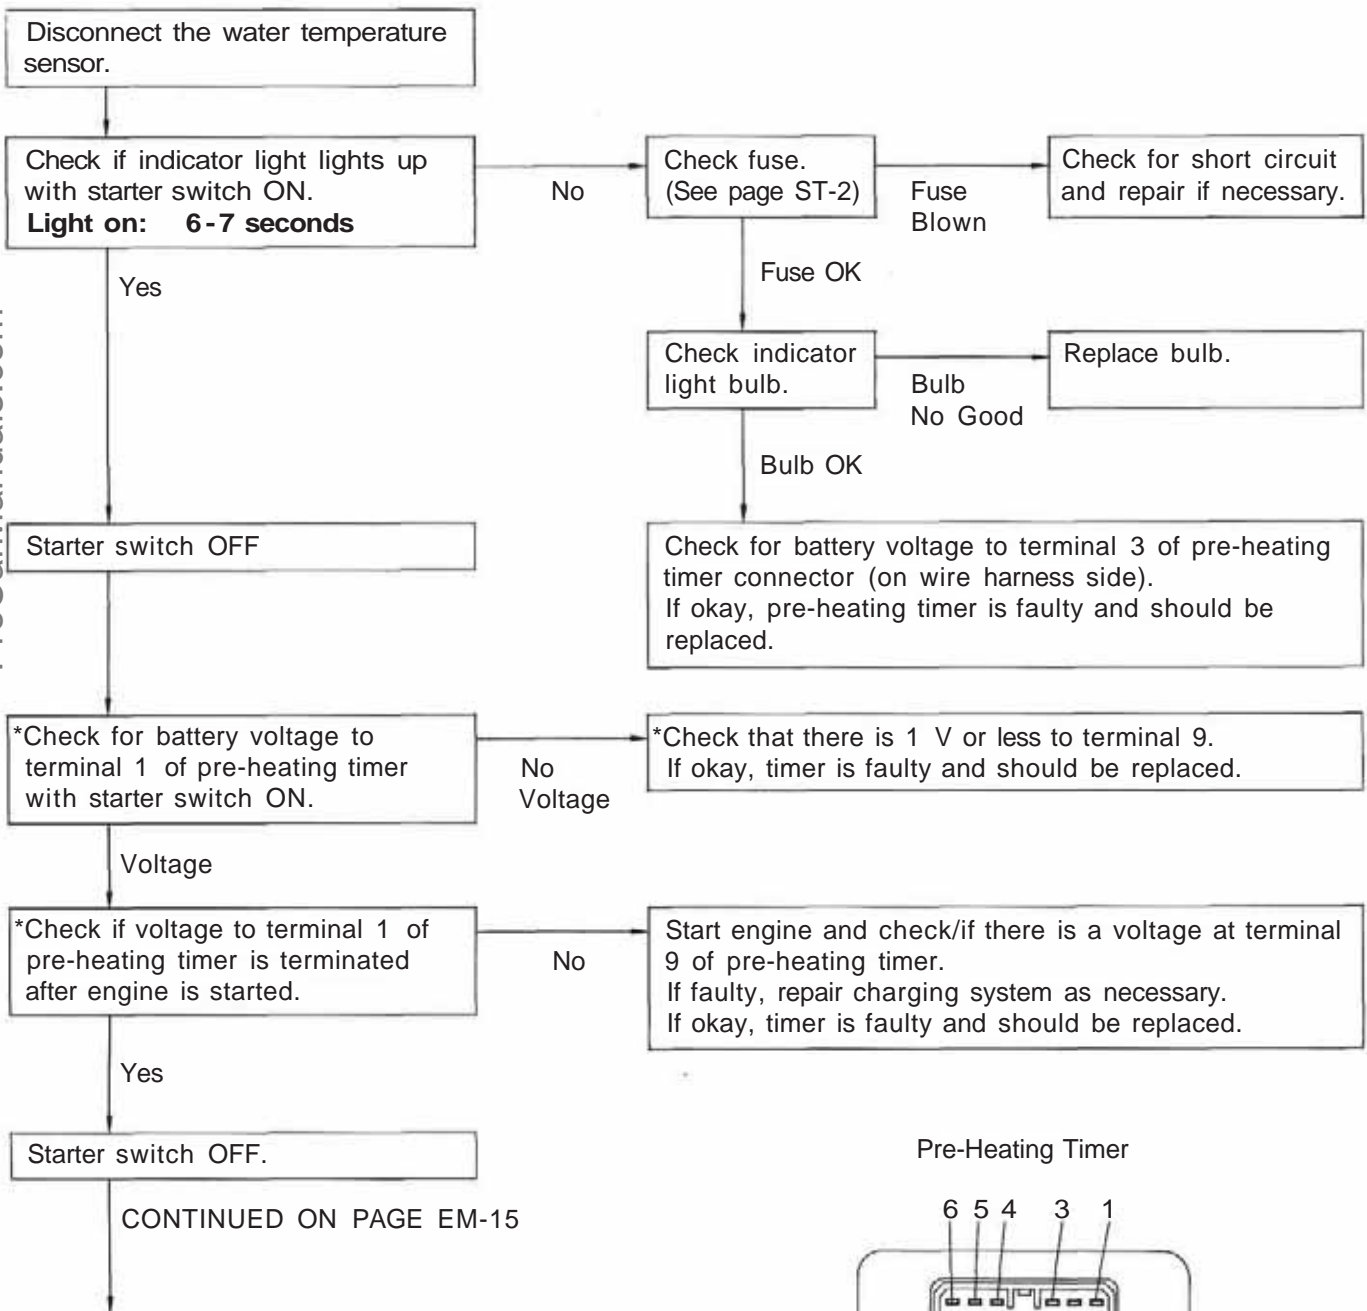 Disconnect the water temperature
sensor.
Check if indicator light lights up
with starter switch ON.
Light on: 6-7 seconds
No
Check fuse.
(See page ST-2)
Fuse
Blown
Check for short circuit
and repair if necessary.
Yes
Fuse OK
Check indicator
light bulb.
Bulb
No Good
Replace bulb.
Bulb OK
Starter switch OFF
Check for battery voltage to terminal 3 of pre-heating
timer connector (on wire harness side).
If okay, pre-heating timer is faulty and should be
replaced.
*Check for battery voltage to
terminal 1 of pre-heating timer
with starter switch ON.
No
Voltage
*Check that there is 1 V or less to terminal 9.
If okay, timer is faulty and should be replaced.
Voltage
*Check if voltage to terminal 1 of
pre-heating timer is terminated
after engine is started.
No
Start engine and check/if there is a voltage at terminal
9 of pre-heating timer.
If faulty, repair charging system as necessary.
If okay, timer is faulty and should be replaced.
Yes
Starter switch OFF.
CONTINUED ON PAGE EM-15
Pre-Heating Timer
6 5 4 3 1